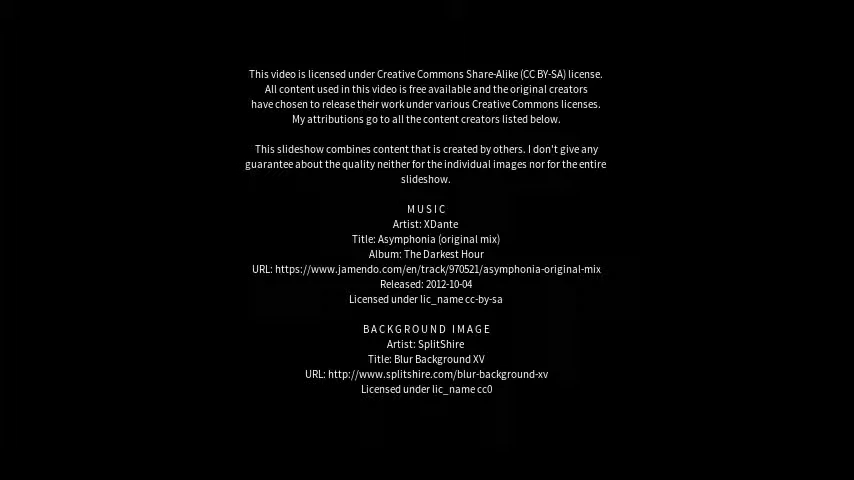 This video is licensed under Creative Commons Share-Alike (CC BY-SA) license.
All content used in this video is free available and the original creators
have chosen to release their work under various Creative Commons licenses.
My attributions go to all the content creators listed below.
This slideshow combines content that is created by others. I don't give any
guarantee about the quality neither for the individual images nor for the entire
slideshow.
MUSIC
Artist: XDante
Title: Asymphonia (original mix)
Album: The Darkest Hour
URL: https://www.jamendo.com/en/track/970521/asymphonia-original-mix
Released: 2012-10-04
Licensed under lic_name cc-by-sa
BACKGROUND IMAGE
Artist: SplitShire
Title: Blur Background XV
URL: http://www.splitshire.com/blur-background-xv
Licensed under lic_name cc0